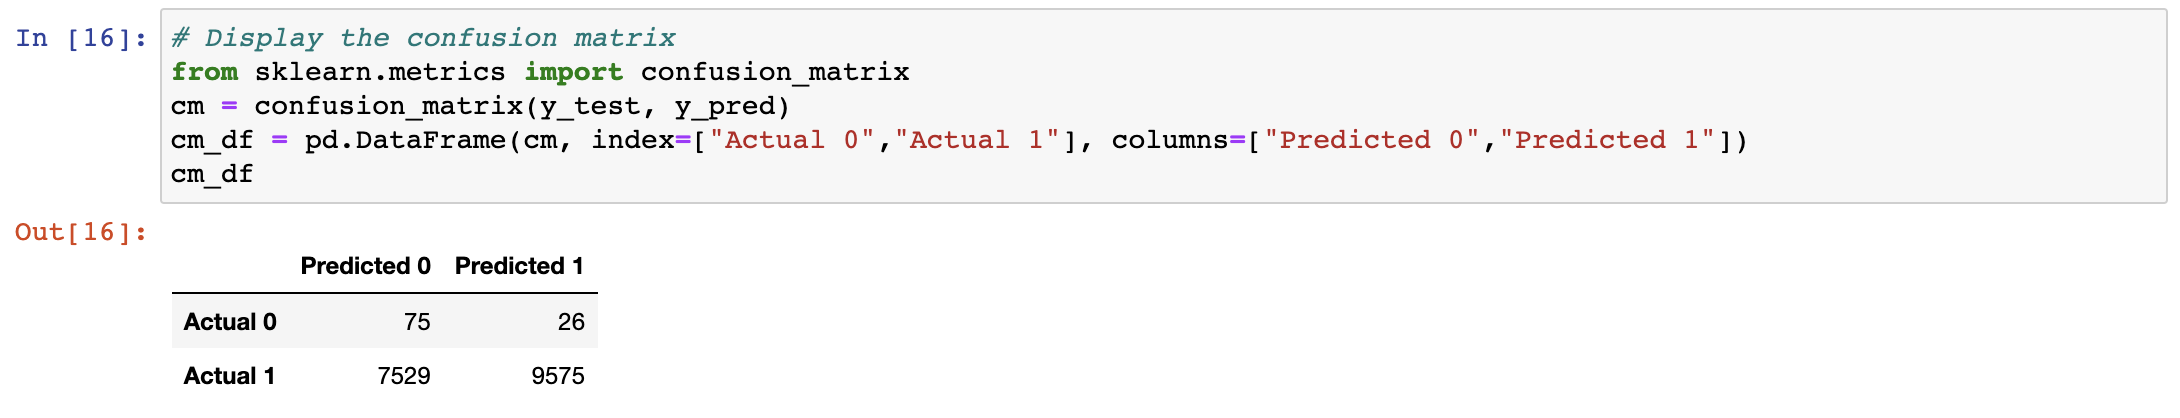 In [16]: # Display the confusion matrix
from sklearn.metrics import confusion_matrix
cm = confusion_matrix(y_test, y_pred)
cm_df = pd.DataFrame(cm, index=["Actual 0","Actual 1"], columns=["Predicted 0","Predicted 1"])
cm_df
Out[16]:
Predicted 0 Predicted 1
Actual 0 75 26
Actual 1 7529 9575